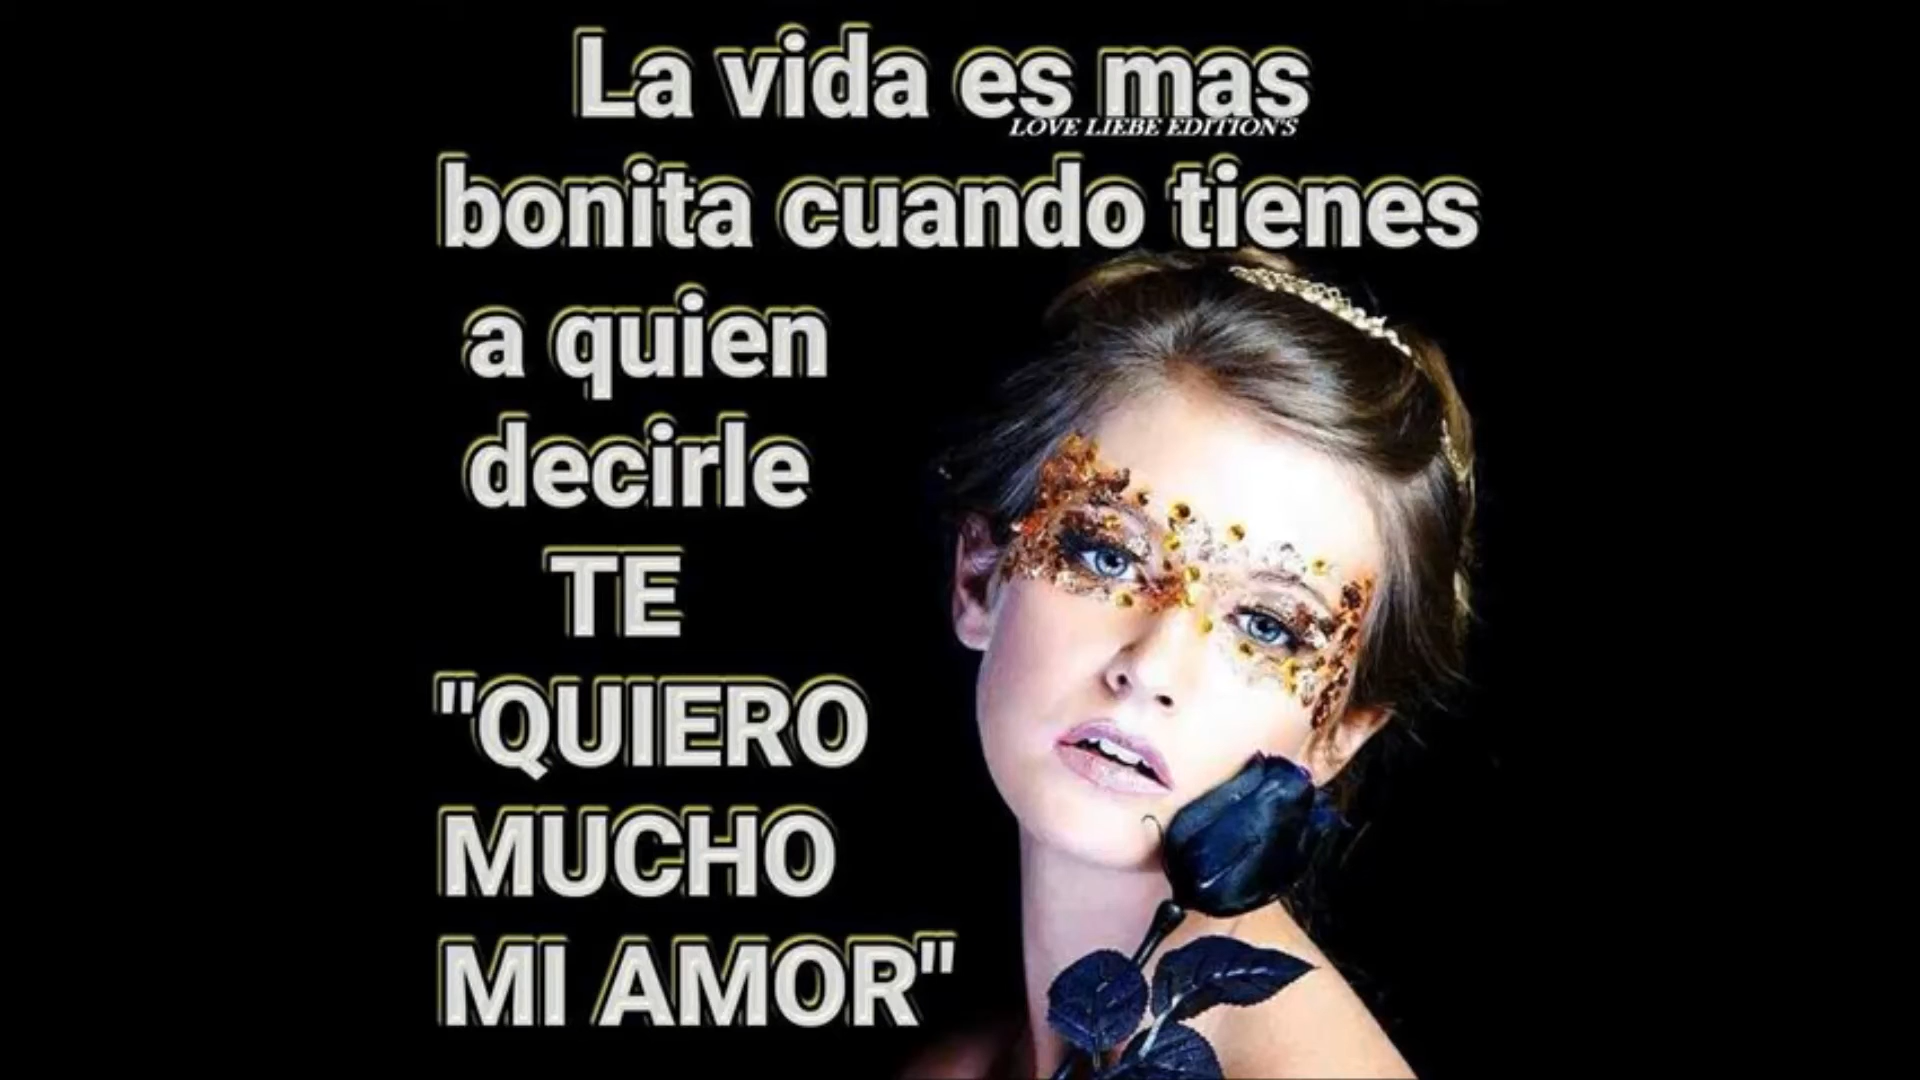 La vida es mas
LOVE LIEBE EDITION'S
bonita cuando tienes
a quien
decirle
TE
"QUIERO
MUCHO
MI AMOR"